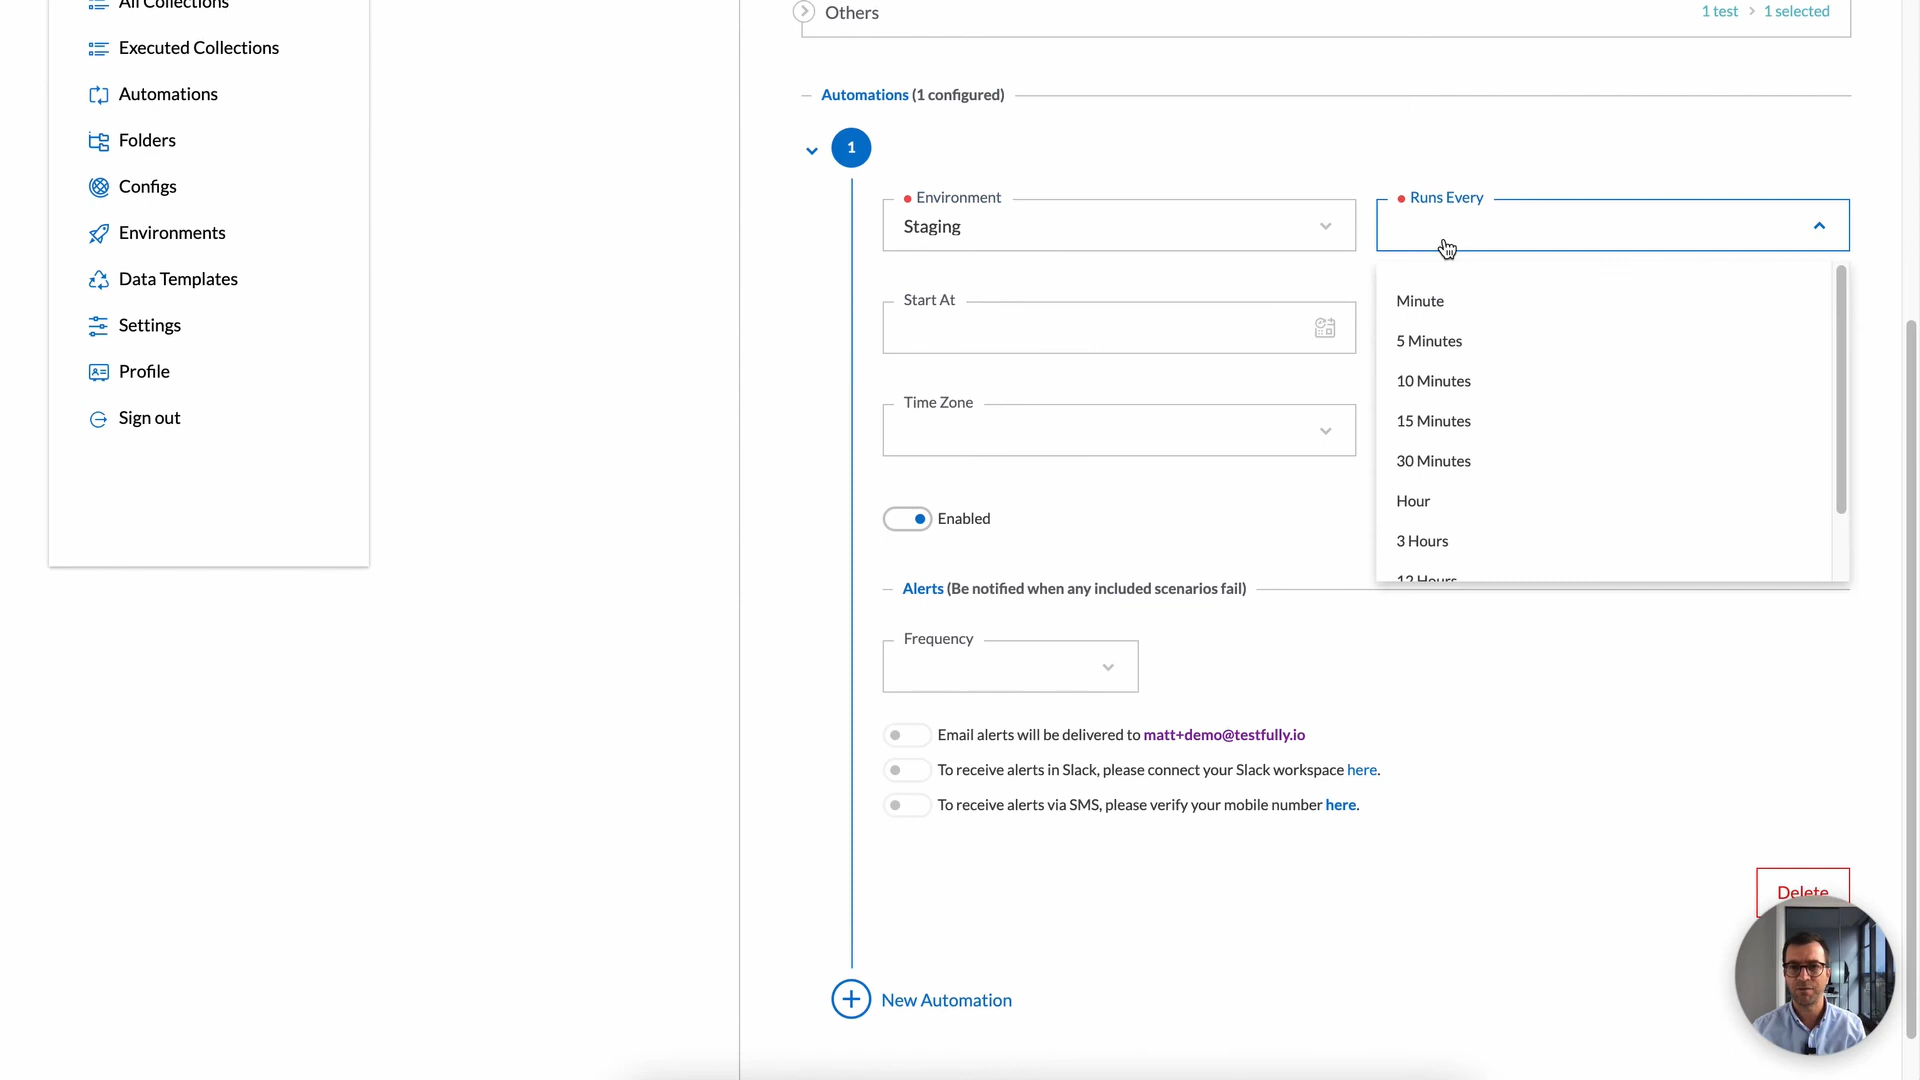 All Collections
Executed Collections
Automations
Folders
Configs
Environments
Data Templates
Settings
Profile
Sign out
Others
1 test > 1 selected
Automations (1 configured)
1
Environment
Staging
Runs Every
Minute
5 Minutes
10 Minutes
15 Minutes
30 Minutes
Hour
3 Hours
12 Hours
Start At
Time Zone
Enabled
Alerts (Be notified when any included scenarios fail)
Frequency
Email alerts will be delivered to matt+demo@testfully.io
To receive alerts in Slack, please connect your Slack workspace here.
To receive alerts via SMS, please verify your mobile number here.
Delete
New Automation